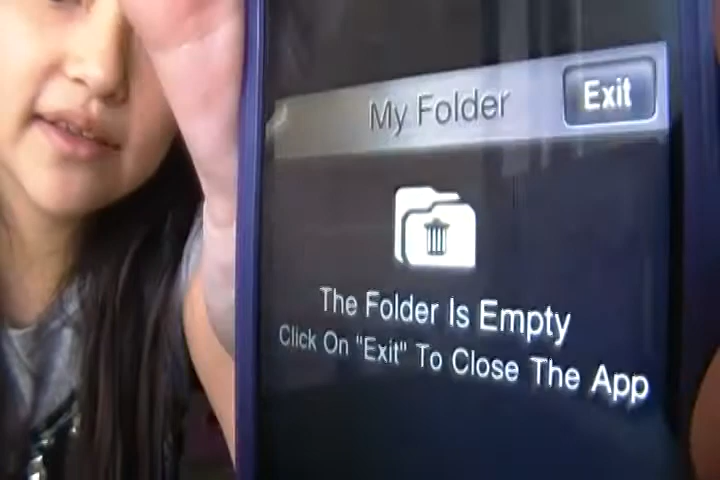 My Folder
Exit
The Folder Is Empty
Click On "Exit" To Close The App